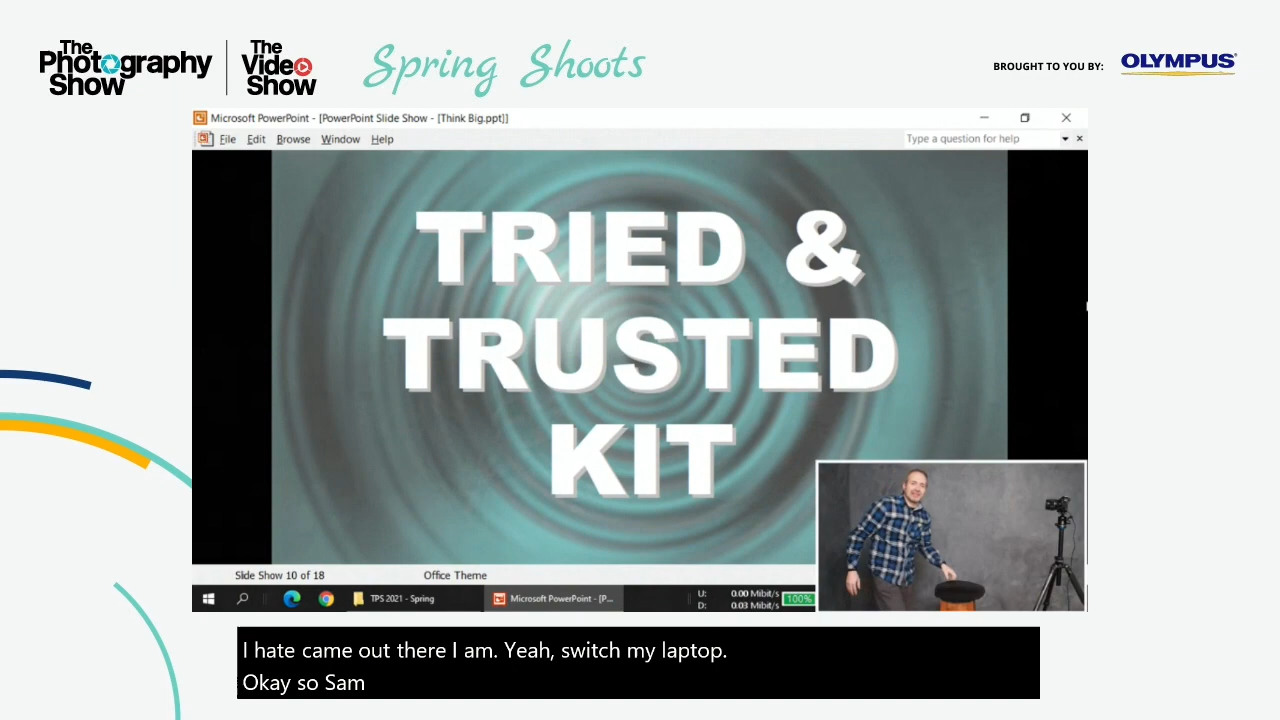 The
Photography
Show
The
Video
Show
Spring Shoots
BROUGHT TO YOU BY:
OLYMPUS®
Microsoft PowerPoint - [PowerPoint Slide Show - [Think Big.ppt]]
File Edit Browse Window Help
Type a question for help
TRIED &
TRUSTED
KIT
Slide Show 10 of 18
Office Theme
TPS 2021 - Spring
Microsoft PowerPoint - [P...
U: 0.00 Mibit/s
D: 0.03 Mibit/s
100%
I hate came out there I am. Yeah, switch my laptop.
Okay so Sam